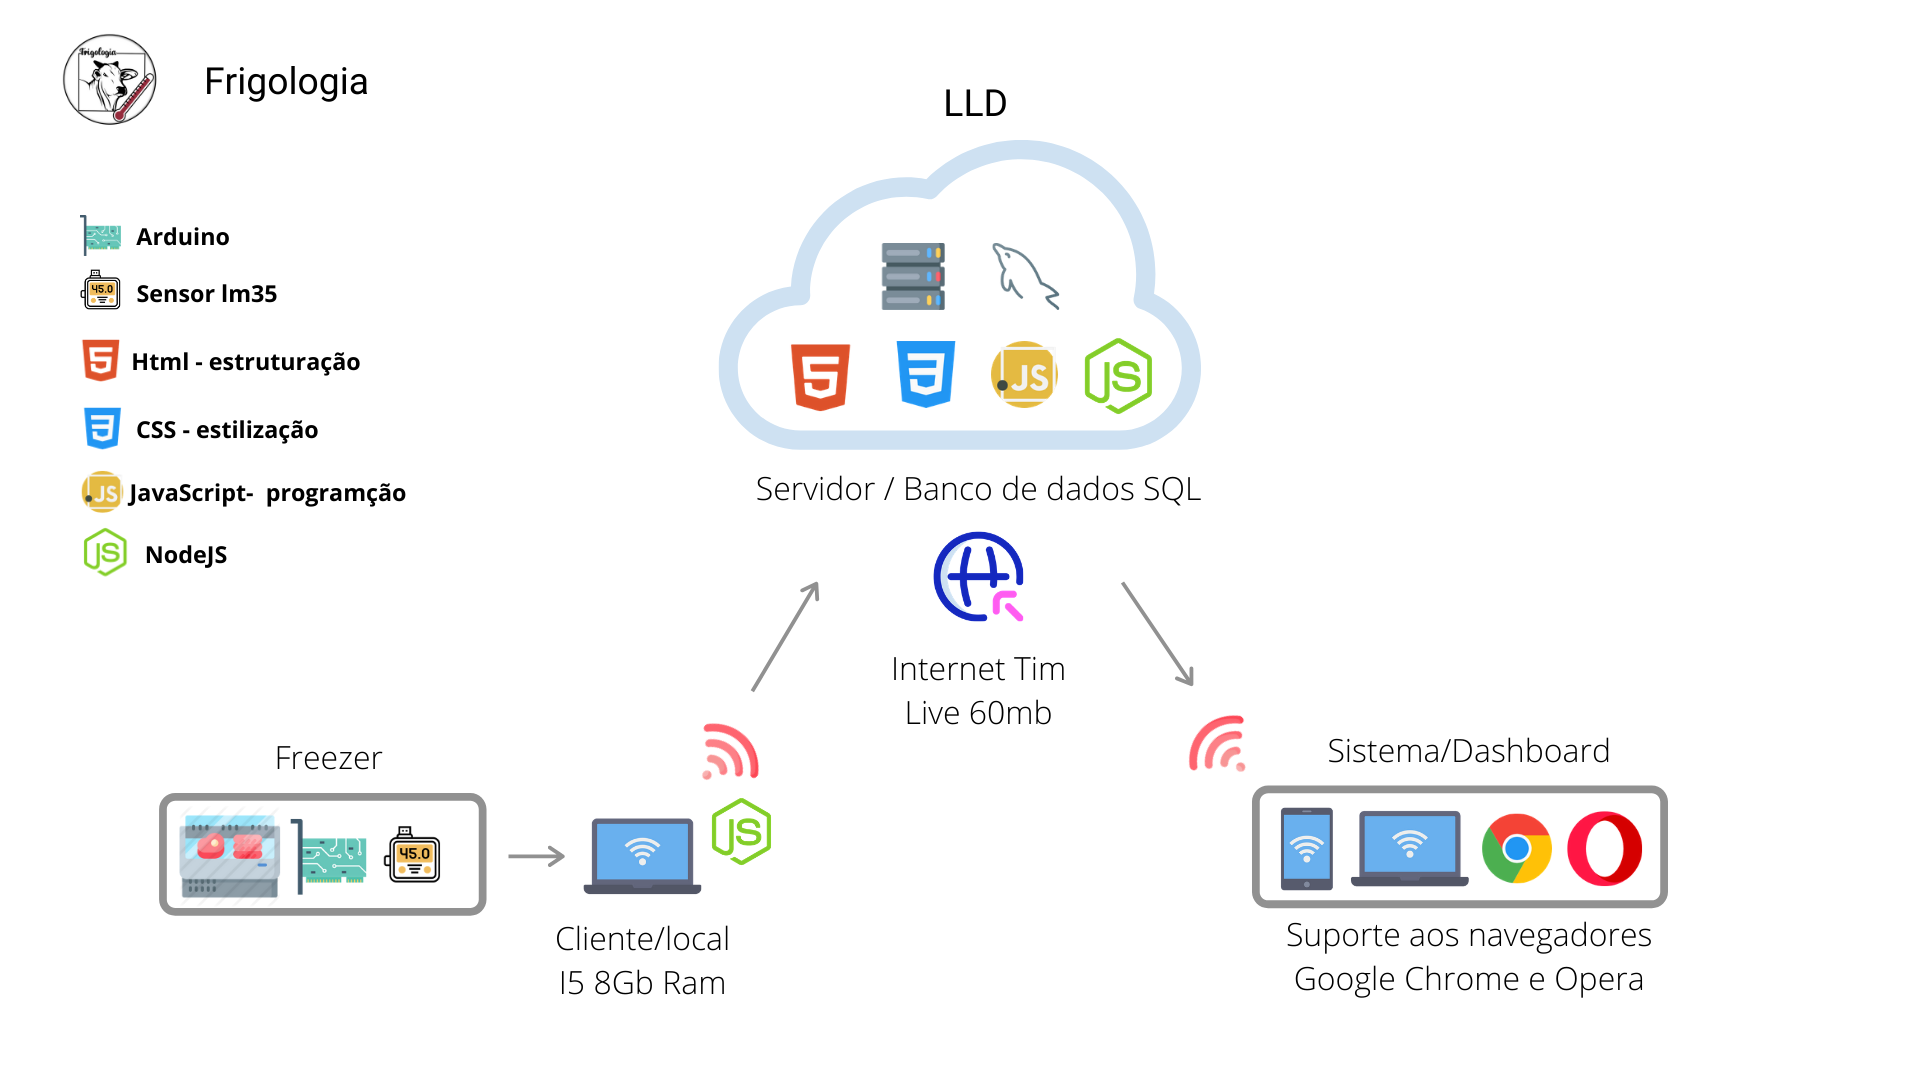 Frigologia
Frigologia
LLD
Arduino
45.0
Sensor lm35
5
Html - estruturação
3
CSS - estilização
JS
JavaScript-  programção
JS
NodeJS
5
3
JS
JS
Servidor / Banco de dados SQL
Internet Tim
Live 60mb
Freezer
45.0
JS
Cliente/local
I5 8Gb Ram
Sistema/Dashboard
Suporte aos navegadores
Google Chrome e Opera